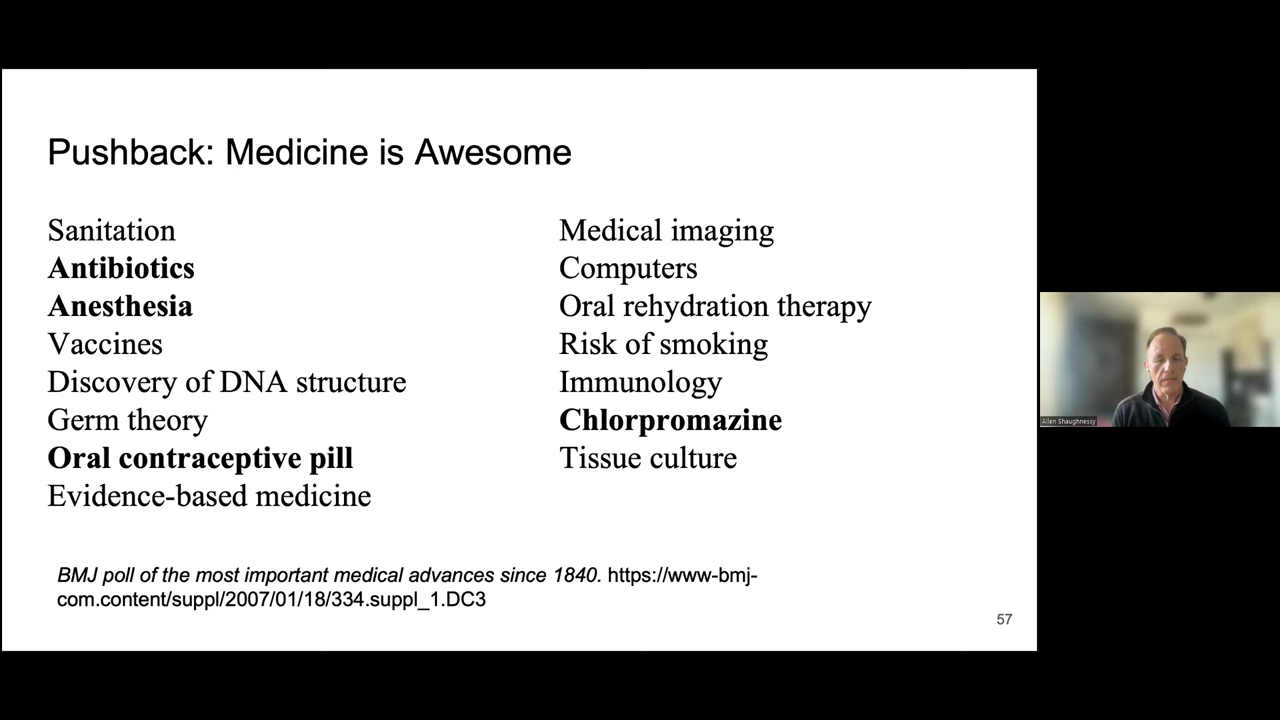 Pushback: Medicine is Awesome
Sanitation
Antibiotics
Anesthesia
Vaccines
Discovery of DNA structure
Germ theory
Oral contraceptive pill
Evidence-based medicine
Medical imaging
Computers
Oral rehydration therapy
Risk of smoking
Immunology
Chlorpromazine
Tissue culture
BMJ poll of the most important medical advances since 1840. https://www-bmj-
com.content/suppl/2007/01/18/334.suppl_1.DC3
57
Allen Shaughnessy